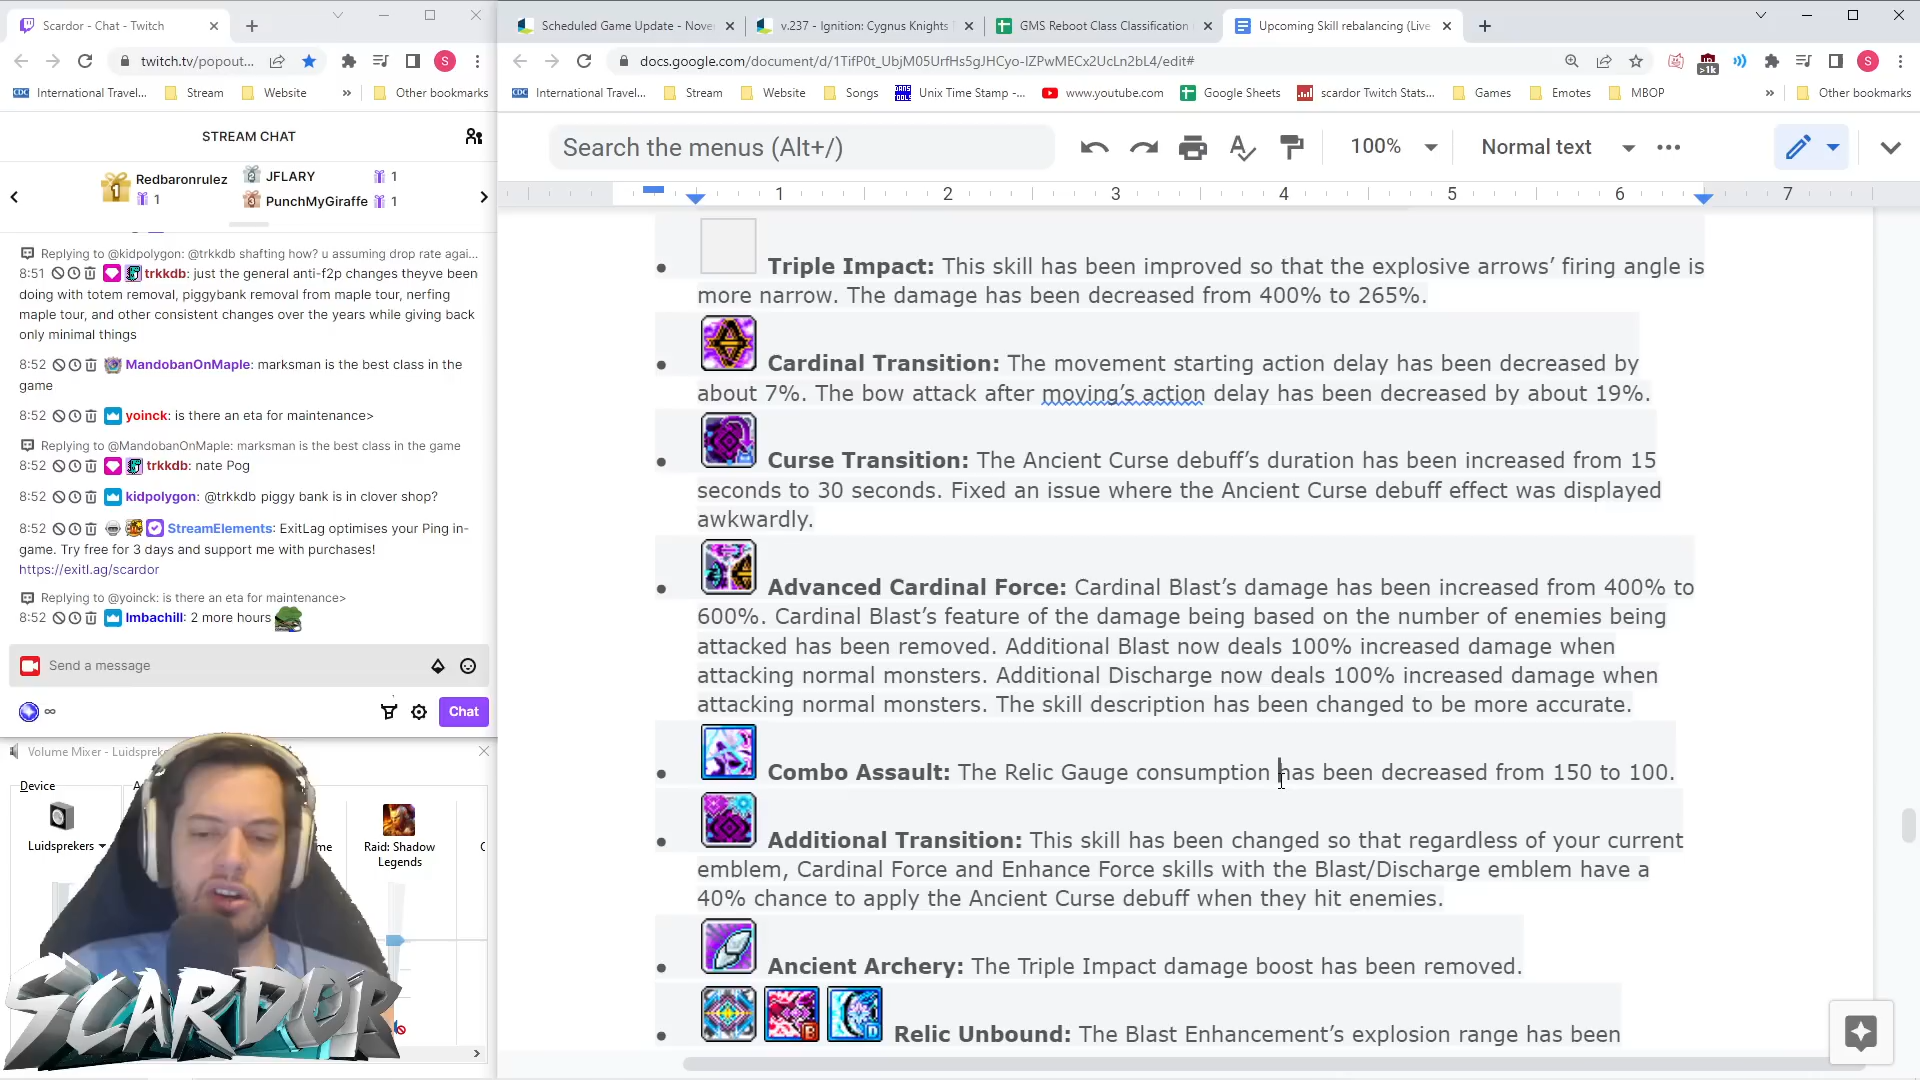 Scardor - Chat - Twitch
Scheduled Game Update - Nove
v.237 - Ignition: Cygnus Knights
GMS Reboot Class Classification
Upcoming Skill rebalancing (Live
twitch.tv/popout...
S
docs.google.com/document/d/1TifP0t_UbjM05UrfHs5gJHCyo-IZPwMECx2UcLn2bL4/edit#
>1k
S
CDC International Travel...
Stream
Website
»
Other bookmarks
CDC International Travel...
Stream
Website
Songs
Unix Time Stamp -...
www.youtube.com
Google Sheets
scardor Twitch Stats...
Games
Emotes
MBOP
»
Other bookmarks
STREAM CHAT
Search the menus (Alt+/)
100%
Normal text
1 Redbaronrulez
1
2 JFLARY 1
3 PunchMyGiraffe 1
1 2 3 4 5 6 7
Replying to @kidpolygon: @trkkdb shafting how? u assuming drop rate agai...
8:51 trkkdb: just the general anti-f2p changes theyve been
doing with totem removal, piggybank removal from maple tour, nerfing
maple tour, and other consistent changes over the years while giving back
only minimal things
8:52 MandobanOnMaple: marksman is the best class in the
game
8:52 yoinck: is there an eta for maintenance>
Replying to @MandobanOnMaple: marksman is the best class in the game
8:52 trkkdb: nate Pog
8:52 kidpolygon: @trkkdb piggy bank is in clover shop?
8:52 StreamElements: ExitLag optimises your Ping in-
game. Try free for 3 days and support me with purchases!
https://exitl.ag/scardor
Replying to @yoinck: is there an eta for maintenance>
8:52 Imbachill: 2 more hours
Send a message
∞
Chat
Volume Mixer - Luidspreke
Device
A
Luidsprekers
me
Raid: Shadow
Legends
SCARDOR
Triple Impact: This skill has been improved so that the explosive arrows’ firing angle is
more narrow. The damage has been decreased from 400% to 265%.
Cardinal Transition: The movement starting action delay has been decreased by
about 7%. The bow attack after moving’s action delay has been decreased by about 19%.
Curse Transition: The Ancient Curse debuff’s duration has been increased from 15
seconds to 30 seconds. Fixed an issue where the Ancient Curse debuff effect was displayed
awkwardly.
Advanced Cardinal Force: Cardinal Blast’s damage has been increased from 400% to
600%. Cardinal Blast’s feature of the damage being based on the number of enemies being
attacked has been removed. Additional Blast now deals 100% increased damage when
attacking normal monsters. Additional Discharge now deals 100% increased damage when
attacking normal monsters. The skill description has been changed to be more accurate.
Combo Assault: The Relic Gauge consumption has been decreased from 150 to 100.
Additional Transition: This skill has been changed so that regardless of your current
emblem, Cardinal Force and Enhance Force skills with the Blast/Discharge emblem have a
40% chance to apply the Ancient Curse debuff when they hit enemies.
Ancient Archery: The Triple Impact damage boost has been removed.
B D Relic Unbound: The Blast Enhancement’s explosion range has been